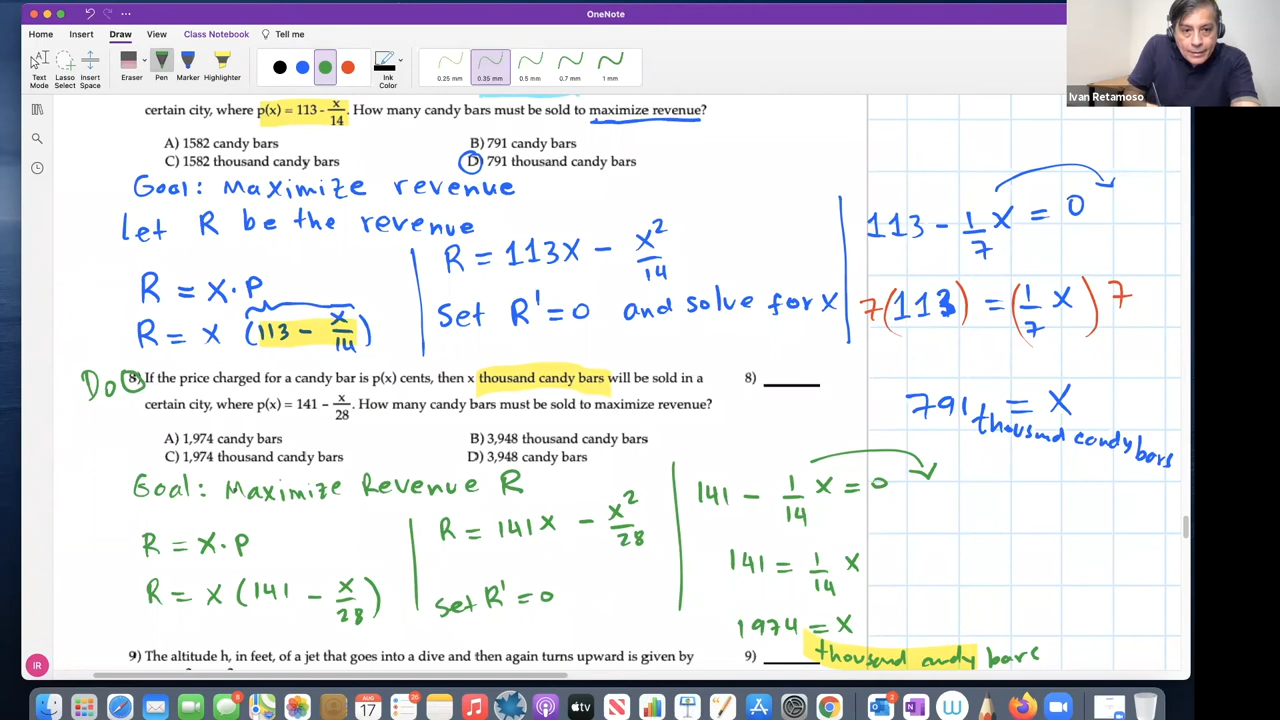 OneNote
Home Insert Draw View Class Notebook Tell me
Text Mode
Lasso Select
Insert Space
Eraser
Pen
Marker
Highlighter
Ink Color
0.25 mm 0.35 mm 0.5 mm 0.7 mm 1 mm
Ivan Retamoso
certain city, where p(x) = 113 - x/14. How many candy bars must be sold to maximize revenue?
A) 1582 candy bars B) 791 candy bars
C) 1582 thousand candy bars D) 791 thousand candy bars
Goal: Maximize revenue
Let R be the revenue
R = x·p
R = x (113 - x/14)
R = 113x - x²/14
Set R' = 0 and solve for x
113 - 1/7 x = 0
7(113) = (1/7 x) 7
791 = x
thousand candy bars
Do 8) If the price charged for a candy bar is p(x) cents, then x thousand candy bars will be sold in a 8)
certain city, where p(x) = 141 - x/28. How many candy bars must be sold to maximize revenue?
A) 1,974 candy bars B) 3,948 thousand candy bars
C) 1,974 thousand candy bars D) 3,948 candy bars
Goal: Maximize Revenue R
R = x·p
R = x (141 - x/28)
R = 141x - x²/28
set R' = 0
141 - 1/14 x = 0
141 = 1/14 x
1974 = x
thousand candy bars
9) The altitude h, in feet, of a jet that goes into a dive and then again turns upward is given by 9)
IR
8
AUG 17
26
tv
2
W